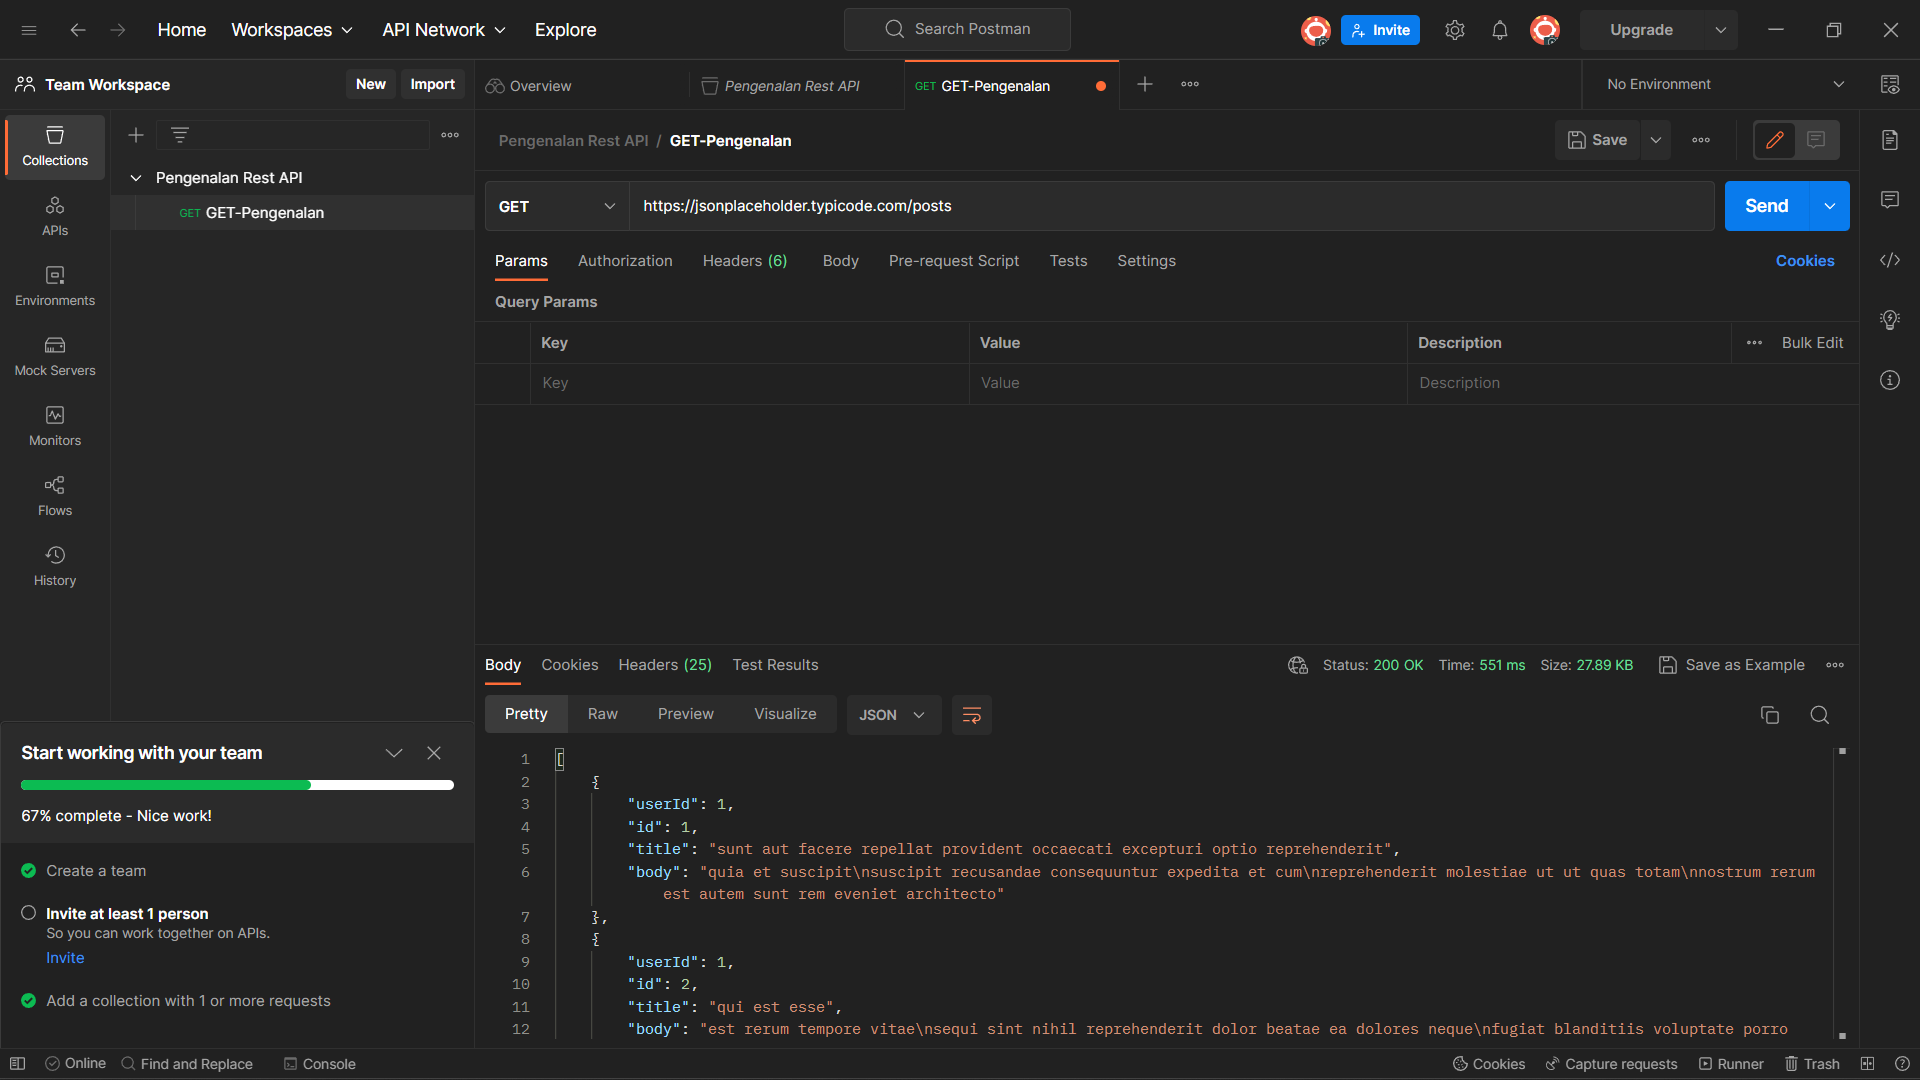 Home Workspaces API Network Explore Search Postman Invite Upgrade
Team Workspace New Import Overview Pengenalan Rest API GET GET-Pengenalan No Environment
Collections
APIs
Environments
Mock Servers
Monitors
Flows
History
Pengenalan Rest API
GET GET-Pengenalan
Pengenalan Rest API / GET-Pengenalan Save
GET https://jsonplaceholder.typicode.com/posts Send
Params Authorization Headers (6) Body Pre-request Script Tests Settings Cookies
Query Params
Key Value Description Bulk Edit
Key Value Description
Body Cookies Headers (25) Test Results Status: 200 OK Time: 551 ms Size: 27.89 KB Save as Example
Pretty Raw Preview Visualize JSON
1 [
2 {
3 "userId": 1,
4 "id": 1,
5 "title": "sunt aut facere repellat provident occaecati excepturi optio reprehenderit",
6 "body": "quia et suscipit\nsuscipit recusandae consequuntur expedita et cum\nreprehenderit molestiae ut ut quas totam\nnostrum rerum
est autem sunt rem eveniet architecto"
7 },
8 {
9 "userId": 1,
10 "id": 2,
11 "title": "qui est esse",
12 "body": "est rerum tempore vitae\nsequi sint nihil reprehenderit dolor beatae ea dolores neque\nfugiat blanditiis voluptate porro
Start working with your team
67% complete - Nice work!
Create a team
Invite at least 1 person
So you can work together on APIs.
Invite
Add a collection with 1 or more requests
Online Find and Replace Console Cookies Capture requests Runner Trash